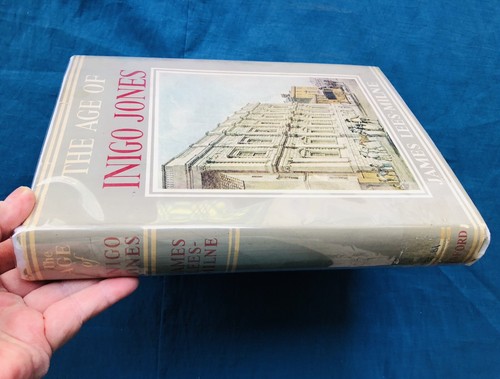 THE AGE OF
INIGO JONES
JAMES LEES-MILNE
The
AGE
of
INIGO
JONES
JAMES
LEES-
MILNE